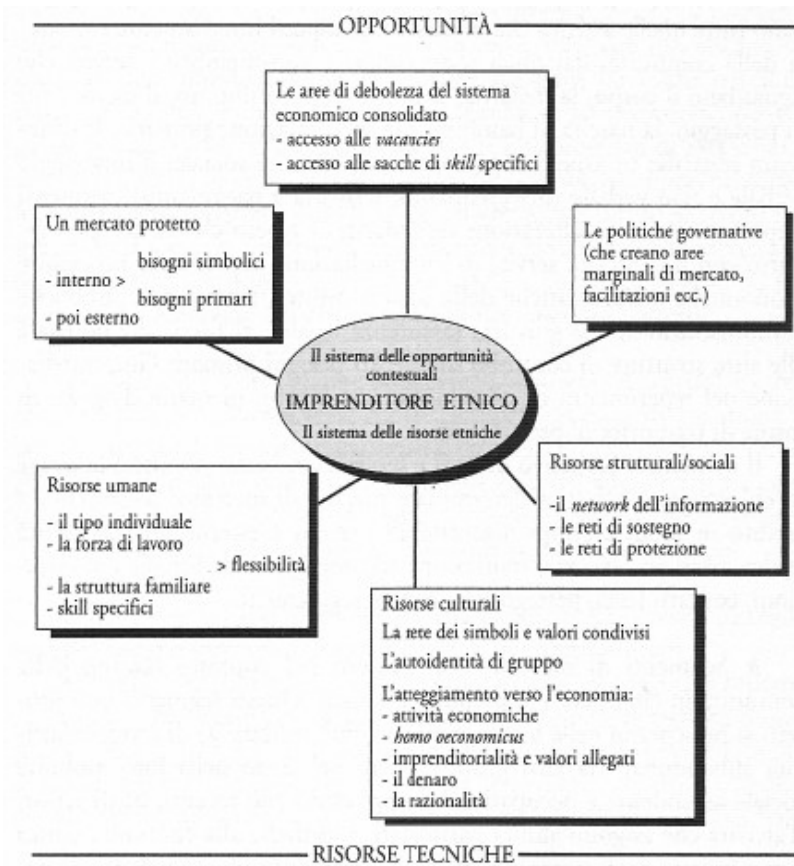 OPPORTUNITÀ
Le aree di debolezza del sistema
economico consolidato
- accesso alle vacancies
- accesso alle sacche di skill specifici
Un mercato protetto
bisogni simbolici
- interno >
bisogni primari
- poi esterno
Le politiche governative
(che creano aree
marginali di mercato,
facilitazioni ecc.)
Il sistema delle opportunità
contestuali
IMPRENDITORE ETNICO
Il sistema delle risorse etniche
Risorse umane
- il tipo individuale
- la forza di lavoro
> flessibilità
- la struttura familiare
- skill specifici
Risorse strutturali/sociali
-il network dell'informazione
- le reti di sostegno
- le reti di protezione
Risorse culturali
La rete dei simboli e valori condivisi
L'autoidentità di gruppo
L'atteggiamento verso l'economia:
- attività economiche
- homo oeconomicus
imprenditorialità e valori allegati
il denaro
la razionalità
RISORSE TECNICHE